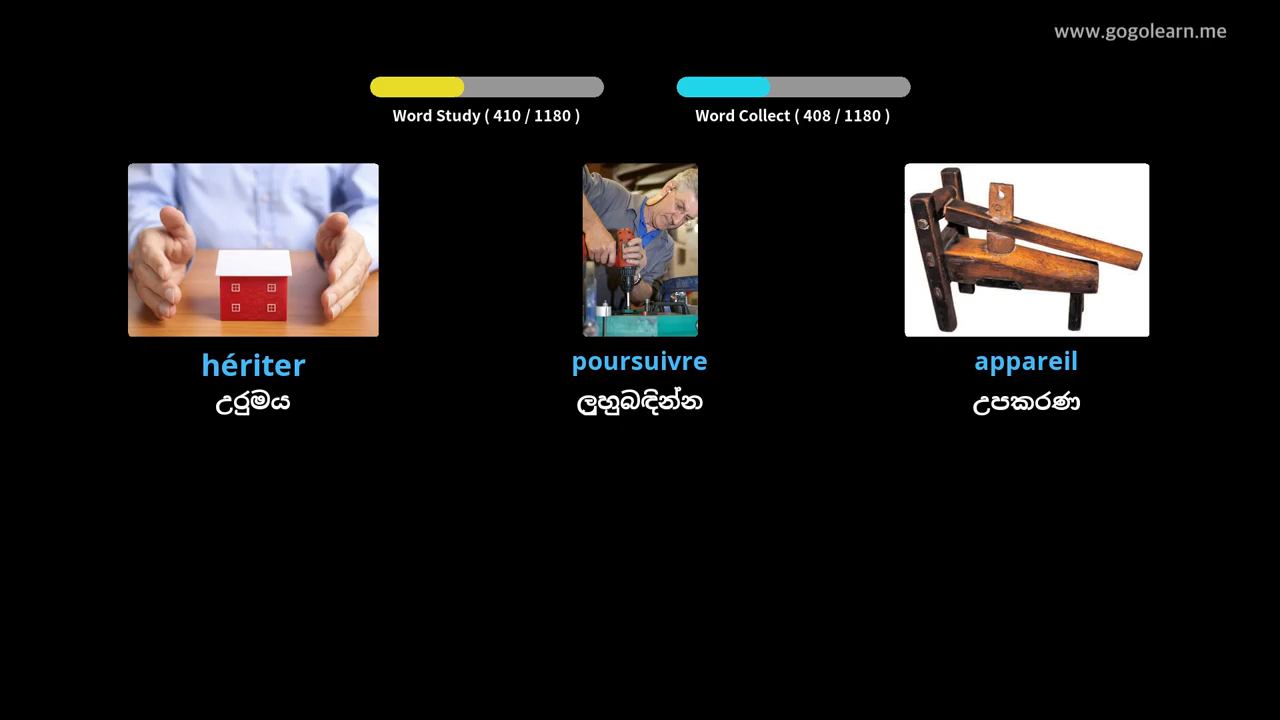 www.gogolearn.me
Word Study ( 410 / 1180 )
Word Collect ( 408 / 1180 )
hériter
උරුමය
poursuivre
ලුහුබඳින්න
appareil
උපකරණ